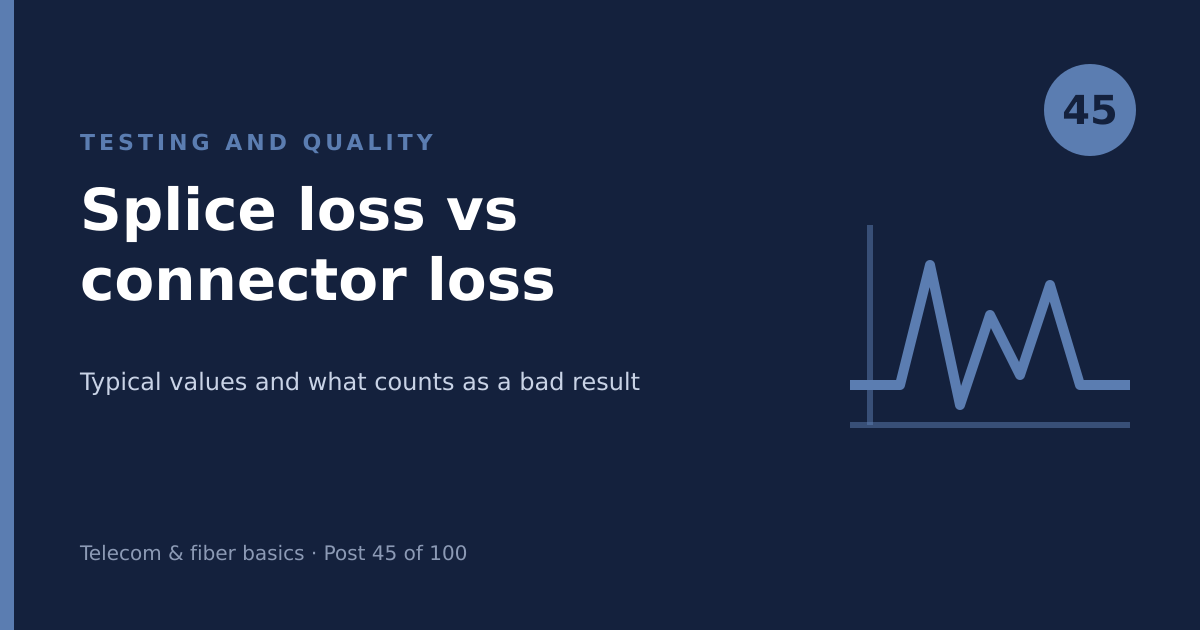 45
TESTING AND QUALITY
Splice loss vs
connector loss
Typical values and what counts as a bad result
Telecom & fiber basics · Post 45 of 100